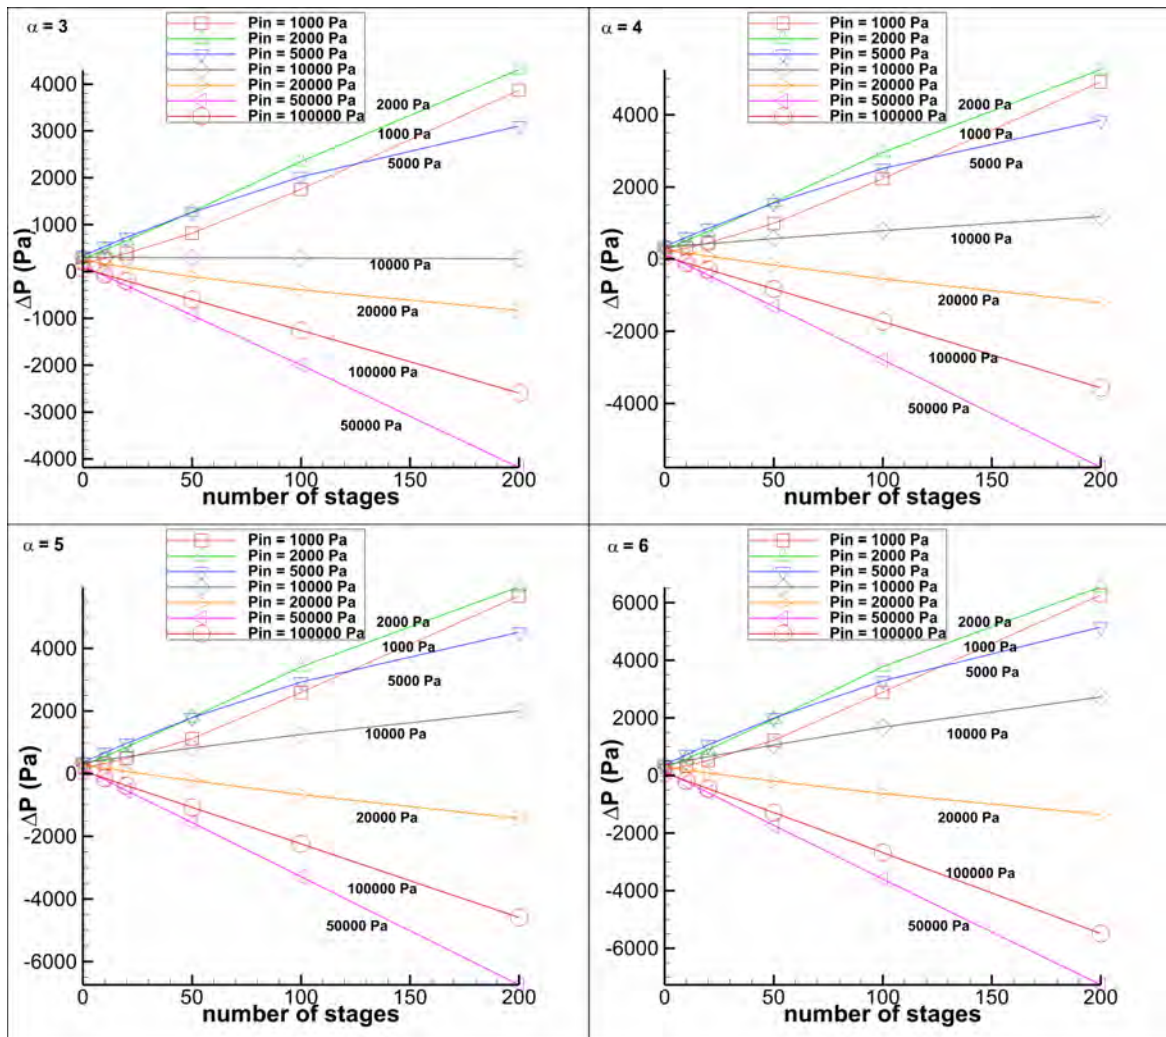 α = 3
Pin = 1000 Pa
Pin = 2000 Pa
Pin = 5000 Pa
Pin = 10000 Pa
Pin = 20000 Pa
Pin = 50000 Pa
Pin = 100000 Pa
4000
3000
2000
1000
0
-1000
-2000
-3000
-4000
ΔP (Pa)
2000 Pa
1000 Pa
5000 Pa
10000 Pa
20000 Pa
100000 Pa
50000 Pa
0 50 100 150 200
number of stages
α = 4
Pin = 1000 Pa
Pin = 2000 Pa
Pin = 5000 Pa
Pin = 10000 Pa
Pin = 20000 Pa
Pin = 50000 Pa
Pin = 100000 Pa
4000
2000
0
-2000
-4000
ΔP (Pa)
2000 Pa
1000 Pa
5000 Pa
10000 Pa
20000 Pa
100000 Pa
50000 Pa
0 50 100 150 200
number of stages
α = 5
Pin = 1000 Pa
Pin = 2000 Pa
Pin = 5000 Pa
Pin = 10000 Pa
Pin = 20000 Pa
Pin = 50000 Pa
Pin = 100000 Pa
4000
2000
0
-2000
-4000
-6000
ΔP (Pa)
2000 Pa
1000 Pa
5000 Pa
10000 Pa
20000 Pa
100000 Pa
50000 Pa
0 50 100 150 200
number of stages
α = 6
Pin = 1000 Pa
Pin = 2000 Pa
Pin = 5000 Pa
Pin = 10000 Pa
Pin = 20000 Pa
Pin = 50000 Pa
Pin = 100000 Pa
6000
4000
2000
0
-2000
-4000
-6000
ΔP (Pa)
2000 Pa
1000 Pa
5000 Pa
10000 Pa
20000 Pa
100000 Pa
50000 Pa
0 50 100 150 200
number of stages